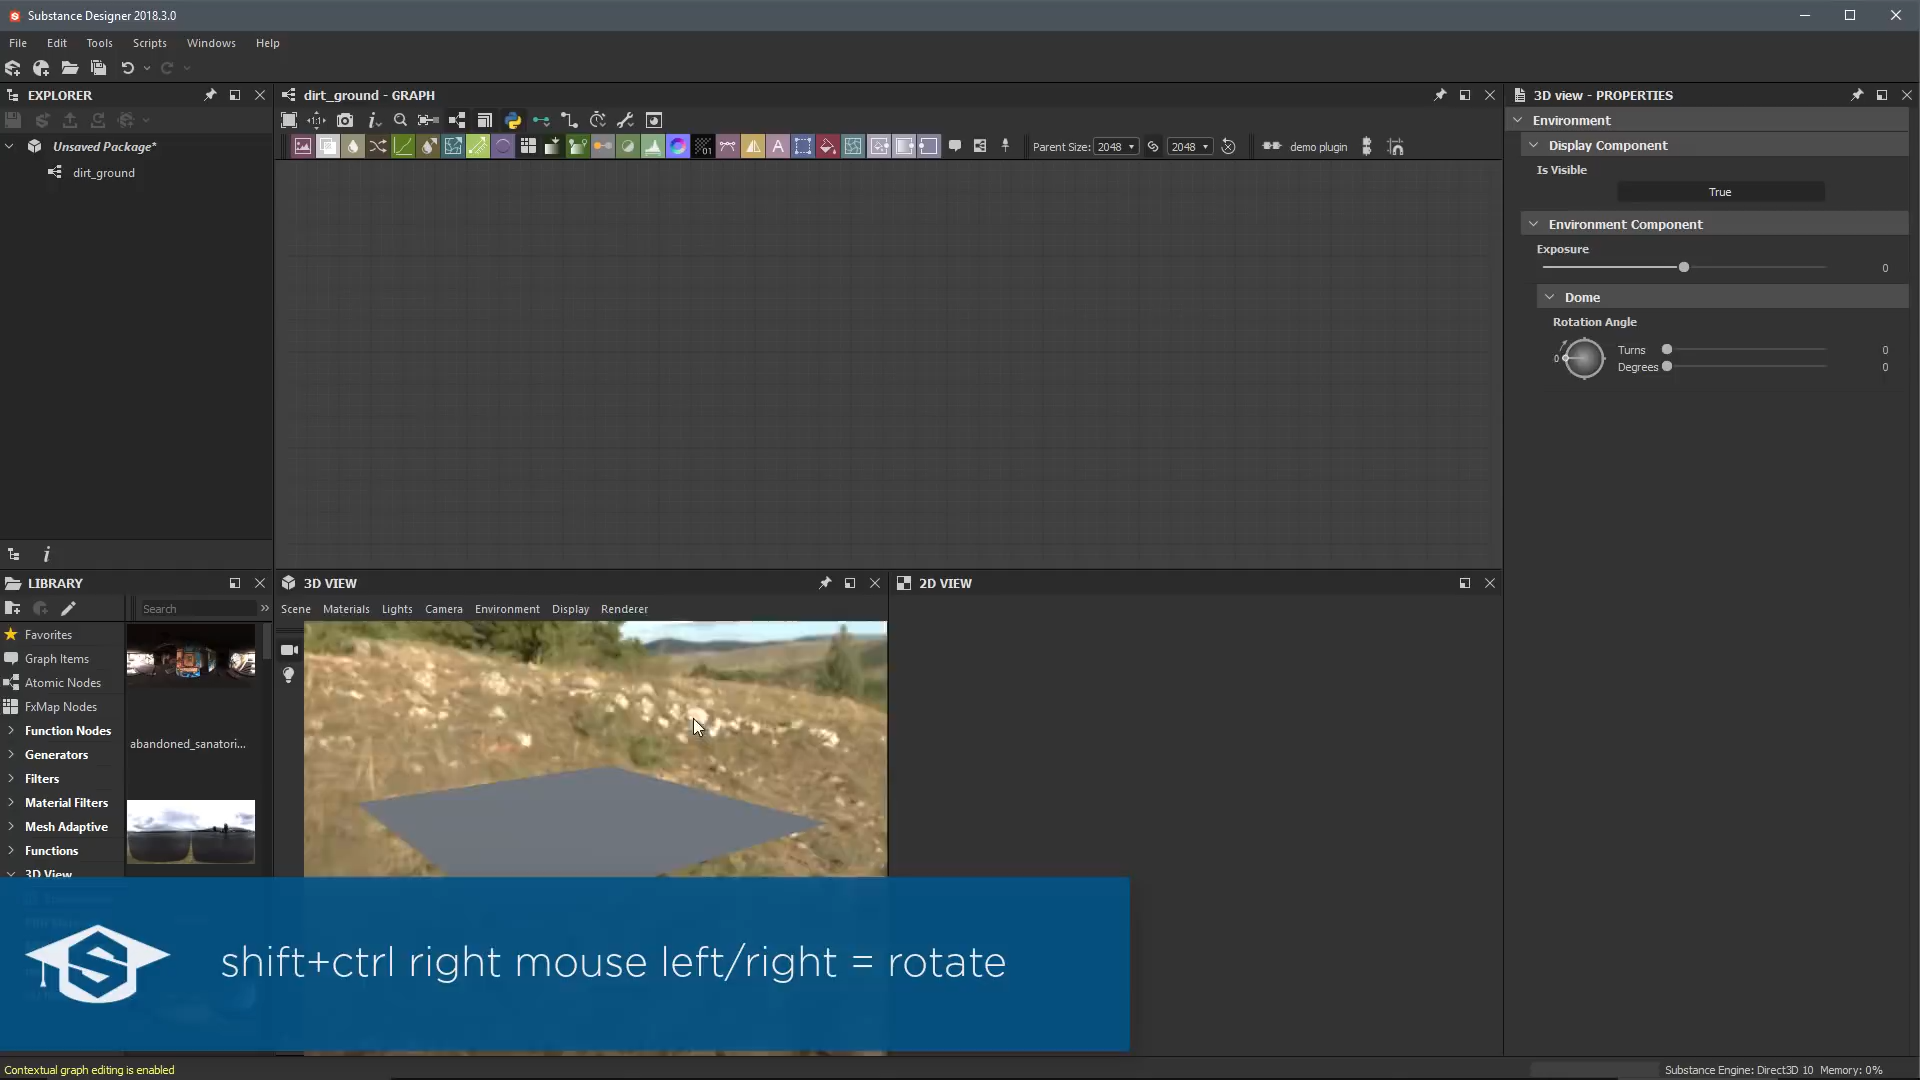 Substance Designer 2018.3.0
File Edit Tools Scripts Windows Help
EXPLORER
Unsaved Package*
dirt_ground
dirt_ground - GRAPH
Parent Size: 2048 2048 demo plugin
3D view - PROPERTIES
Environment
Display Component
Is Visible
True
Environment Component
Exposure
0
Dome
Rotation Angle
0
Turns 0
Degrees 0
LIBRARY
Search
Favorites
Graph Items
Atomic Nodes
FxMap Nodes
Function Nodes
Generators
Filters
Material Filters
Mesh Adaptive
Functions
3D View
abandoned_sanatori...
3D VIEW
Scene Materials Lights Camera Environment Display Renderer
2D VIEW
shift+ctrl right mouse left/right = rotate
Contextual graph editing is enabled
Substance Engine: Direct3D 10 Memory: 0%